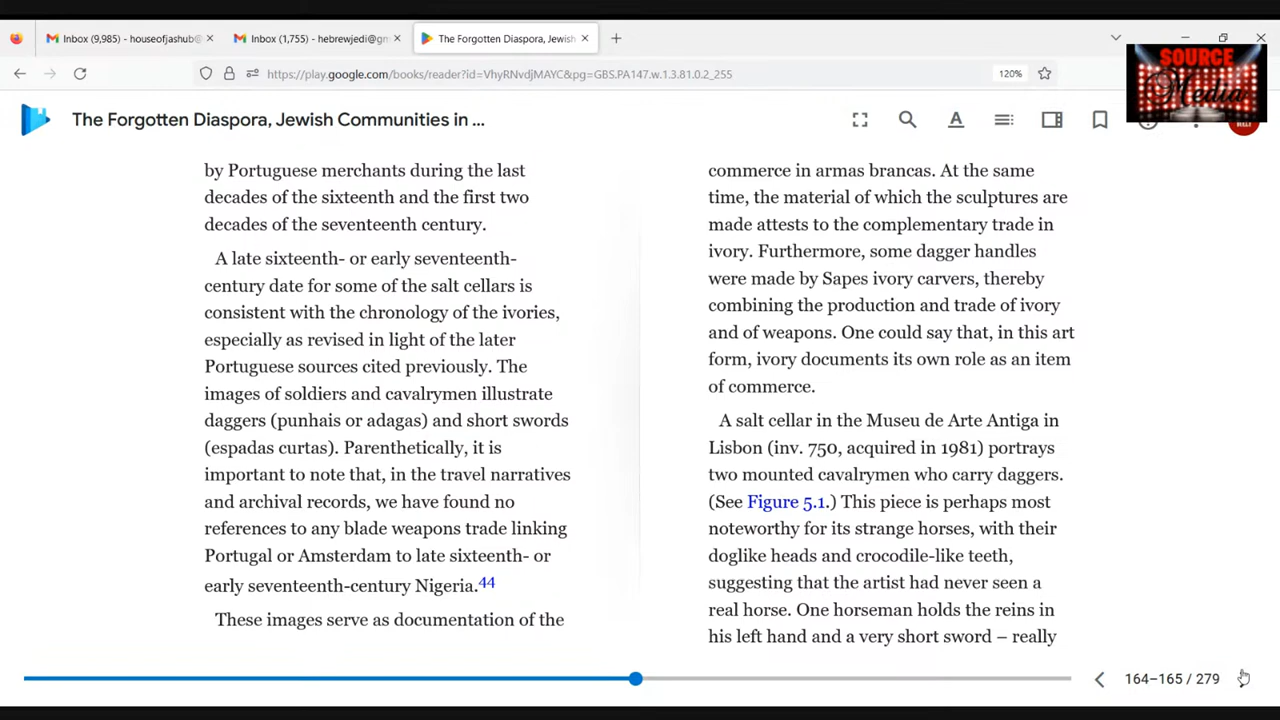 Inbox (9,985) - houseofjashub@
Inbox (1,755) - hebrewjedi@gm
The Forgotten Diaspora, Jewish
https://play.google.com/books/reader?id=VhyRNvdjMAYC&pg=GBS.PA147.w.1.3.81.0.2_255
120%
SOURCE
Media
The Forgotten Diaspora, Jewish Communities in ...
by Portuguese merchants during the last
decades of the sixteenth and the first two
decades of the seventeenth century.
A late sixteenth- or early seventeenth-
century date for some of the salt cellars is
consistent with the chronology of the ivories,
especially as revised in light of the later
Portuguese sources cited previously. The
images of soldiers and cavalrymen illustrate
daggers (punhais or adagas) and short swords
(espadas curtas). Parenthetically, it is
important to note that, in the travel narratives
and archival records, we have found no
references to any blade weapons trade linking
Portugal or Amsterdam to late sixteenth- or
early seventeenth-century Nigeria.44
These images serve as documentation of the
commerce in armas brancas. At the same
time, the material of which the sculptures are
made attests to the complementary trade in
ivory. Furthermore, some dagger handles
were made by Sapes ivory carvers, thereby
combining the production and trade of ivory
and of weapons. One could say that, in this art
form, ivory documents its own role as an item
of commerce.
A salt cellar in the Museu de Arte Antiga in
Lisbon (inv. 750, acquired in 1981) portrays
two mounted cavalrymen who carry daggers.
(See Figure 5.1.) This piece is perhaps most
noteworthy for its strange horses, with their
doglike heads and crocodile-like teeth,
suggesting that the artist had never seen a
real horse. One horseman holds the reins in
his left hand and a very short sword – really
164–165 / 279